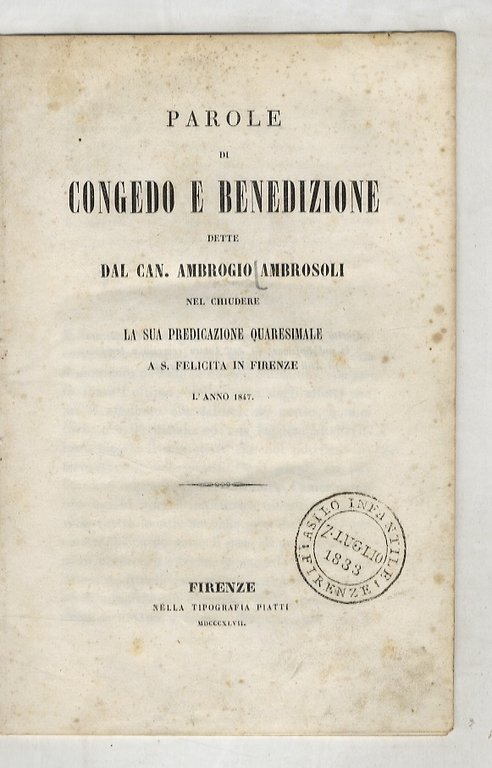 PAROLE
DI
CONGEDO E BENEDIZIONE
DETTE
DAL CAN. AMBROGIO AMBROSOLI
NEL CHIUDERE
LA SUA PREDICAZIONE QUARESIMALE
A S. FELICITA IN FIRENZE
L'ANNO 1847.
ASILO INFANTILE
7. LUGLIO
1833
FIRENZE
FIRENZE
NELLA TIPOGRAFIA PIATTI
MDCCCXLVII.